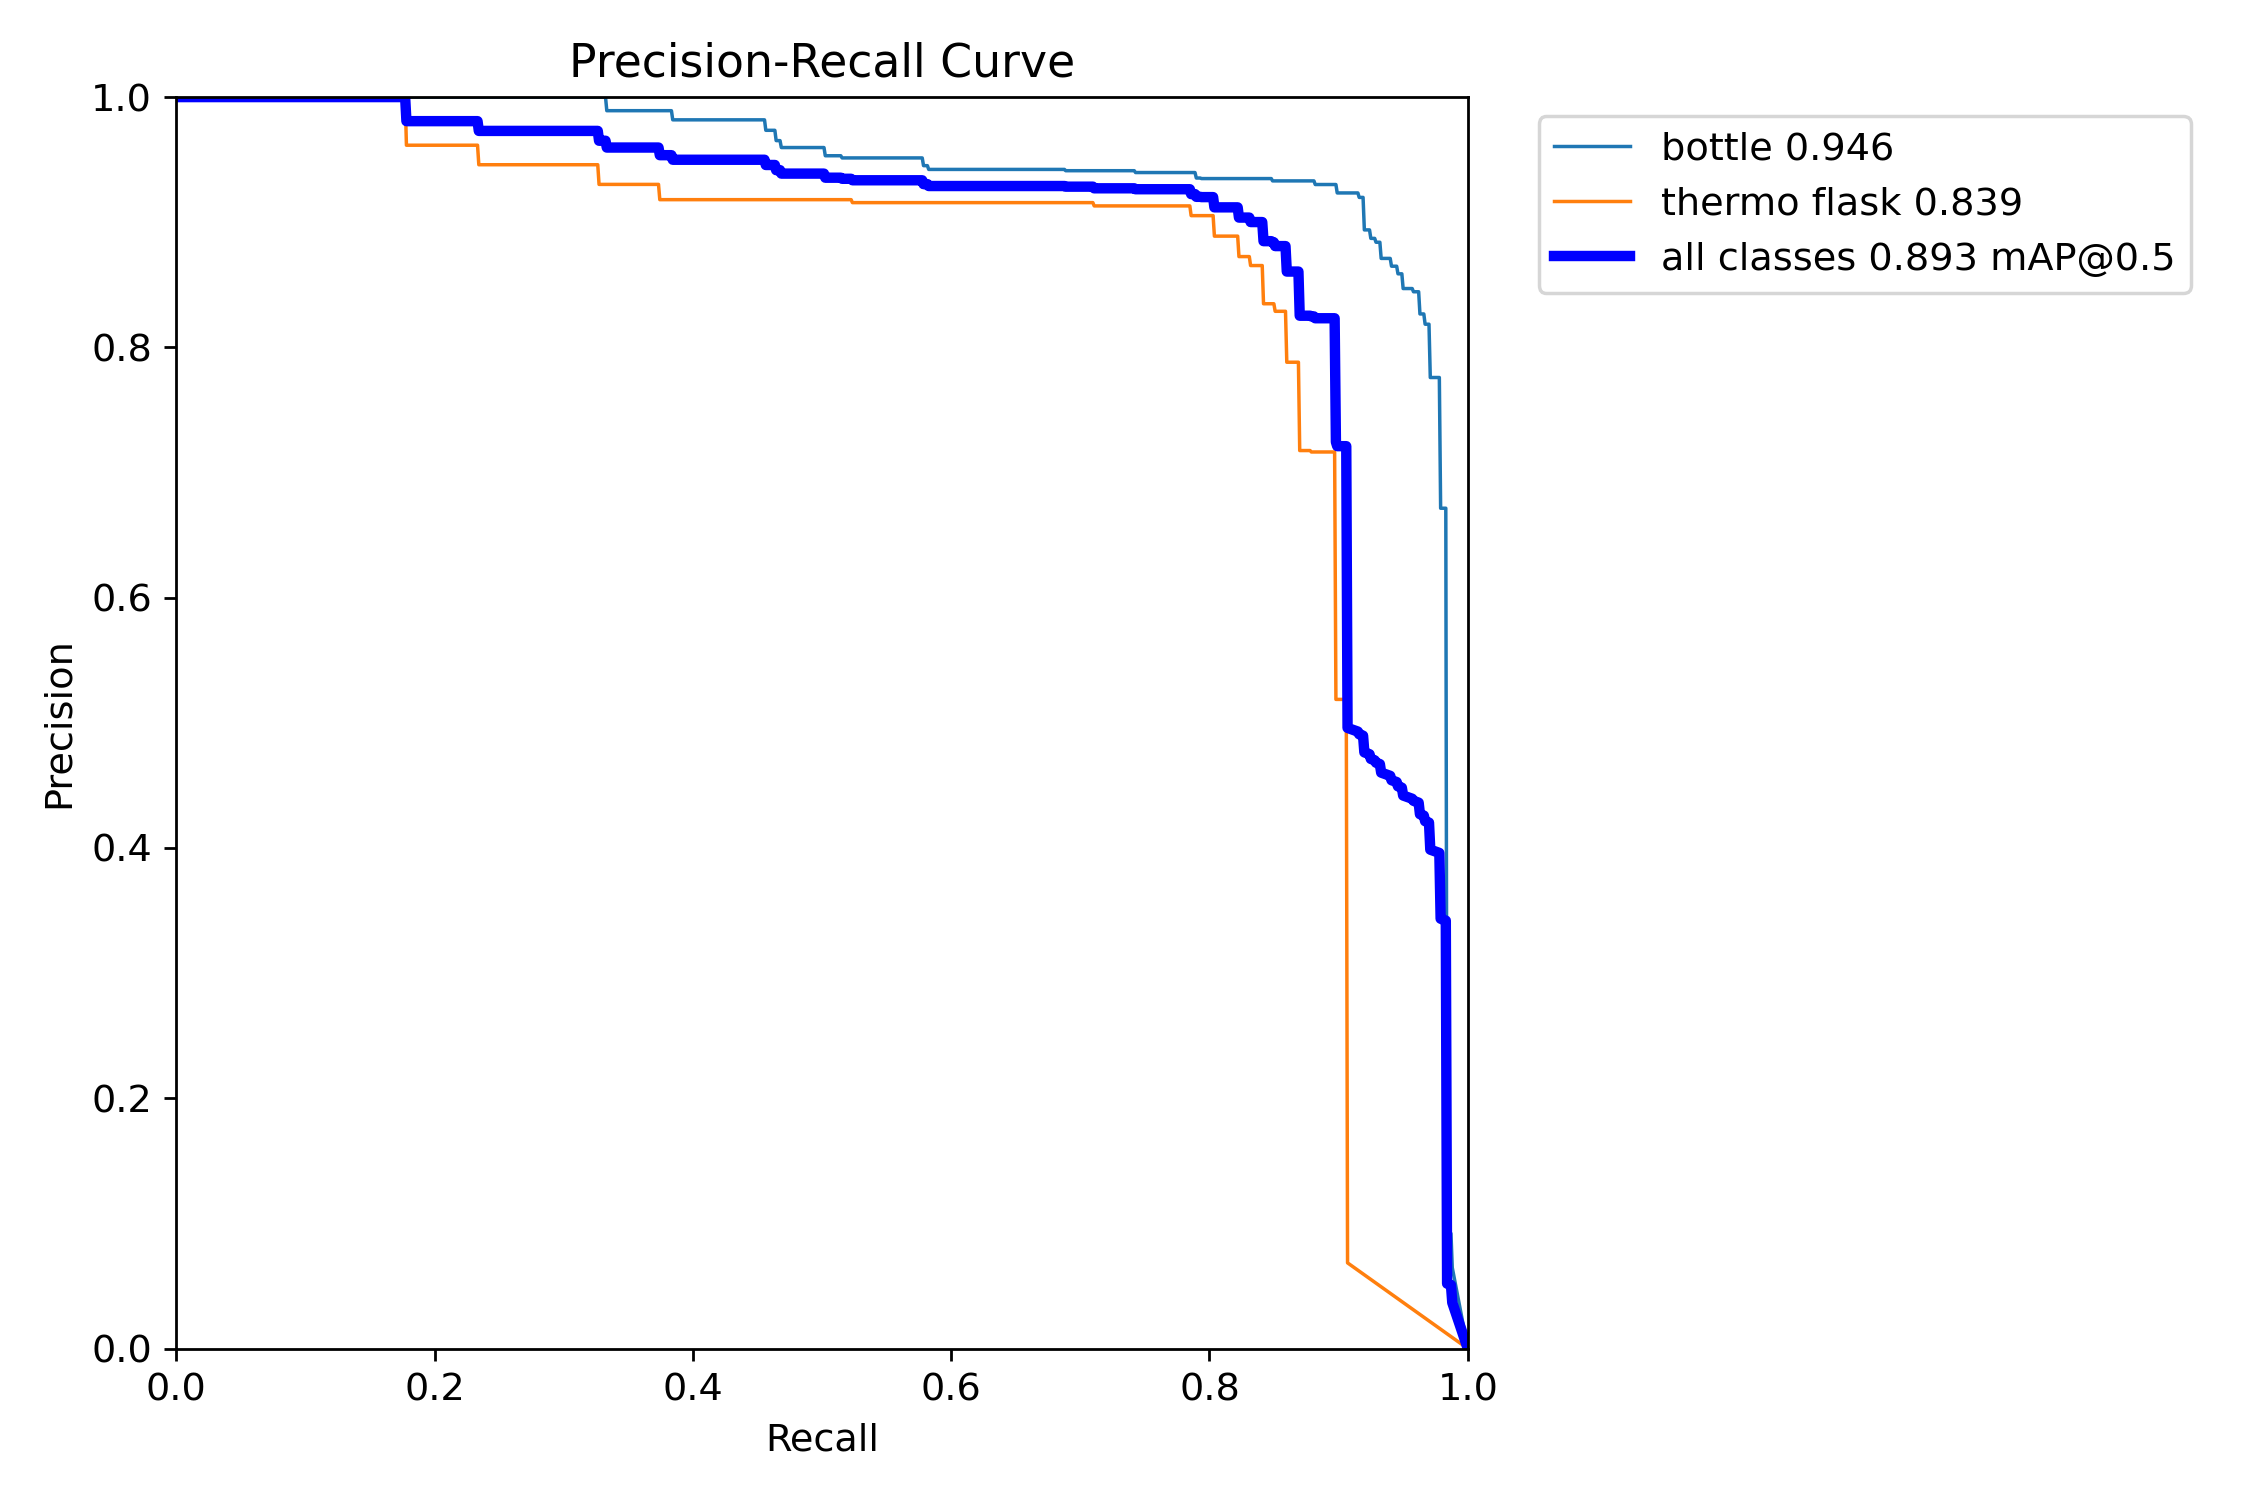 Precision-Recall Curve
1.0
0.8
0.6
0.4
0.2
0.0
Precision
0.0 0.2 0.4 0.6 0.8 1.0
Recall
bottle 0.946
thermo flask 0.839
all classes 0.893 mAP@0.5